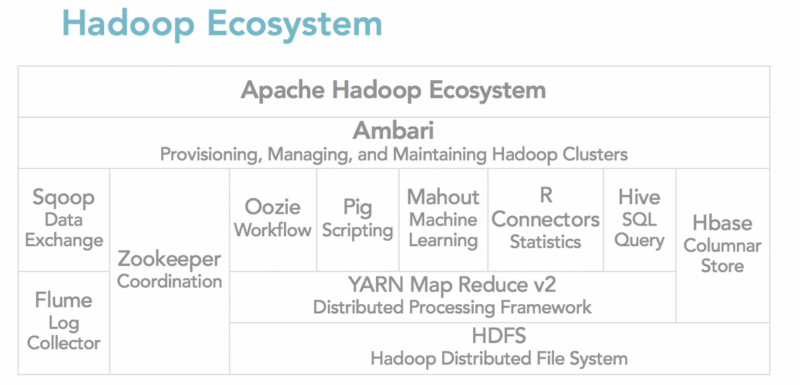 Hadoop Ecosystem
Apache Hadoop Ecosystem
Ambari
Provisioning, Managing, and Maintaining Hadoop Clusters
Sqoop
Data
Exchange
Zookeeper
Coordination
Oozie
Workflow
Pig
Scripting
Mahout
Machine
Learning
R
Connectors
Statistics
Hive
SQL
Query
Hbase
Columnar
Store
Flume
Log
Collector
YARN Map Reduce v2
Distributed Processing Framework
HDFS
Hadoop Distributed File System